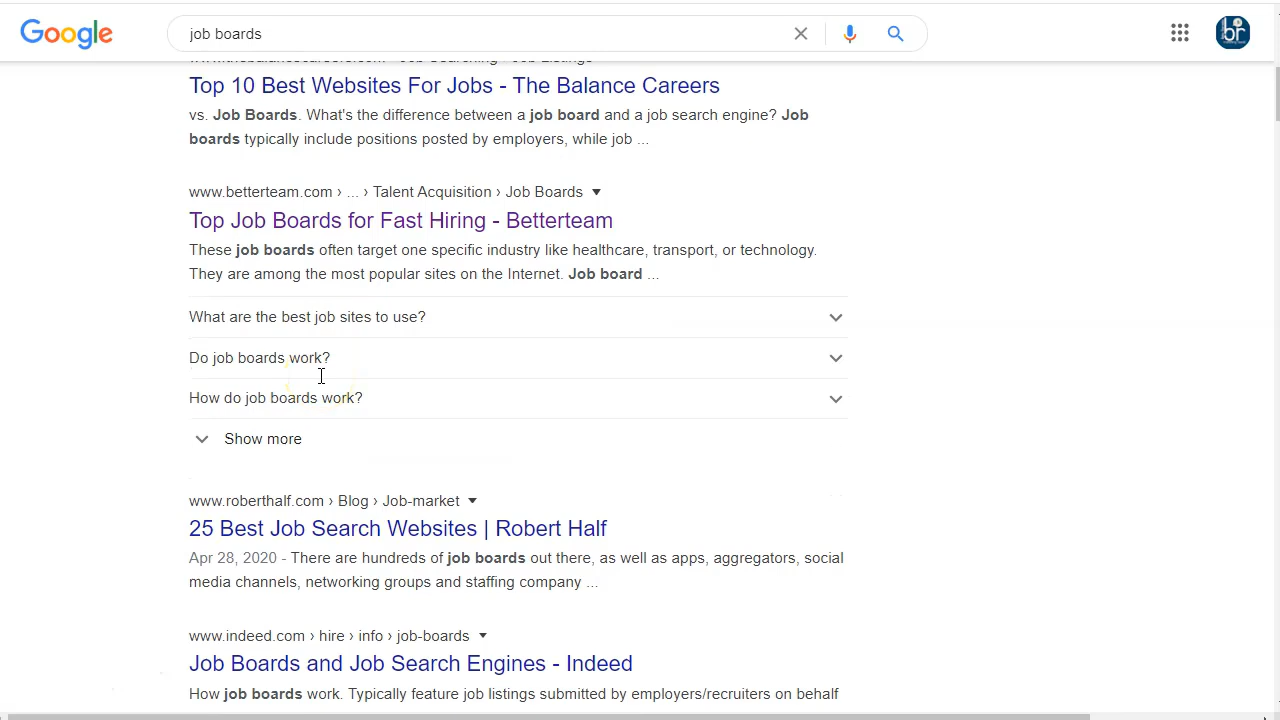 Google
job boards
br
Top 10 Best Websites For Jobs - The Balance Careers
vs. Job Boards. What's the difference between a job board and a job search engine? Job
boards typically include positions posted by employers, while job ...
www.betterteam.com › ... › Talent Acquisition › Job Boards
Top Job Boards for Fast Hiring - Betterteam
These job boards often target one specific industry like healthcare, transport, or technology.
They are among the most popular sites on the Internet. Job board ...
What are the best job sites to use?
Do job boards work?
How do job boards work?
Show more
www.roberthalf.com › Blog › Job-market
25 Best Job Search Websites | Robert Half
Apr 28, 2020 - There are hundreds of job boards out there, as well as apps, aggregators, social
media channels, networking groups and staffing company ...
www.indeed.com › hire › info › job-boards
Job Boards and Job Search Engines - Indeed
How job boards work. Typically feature job listings submitted by employers/recruiters on behalf